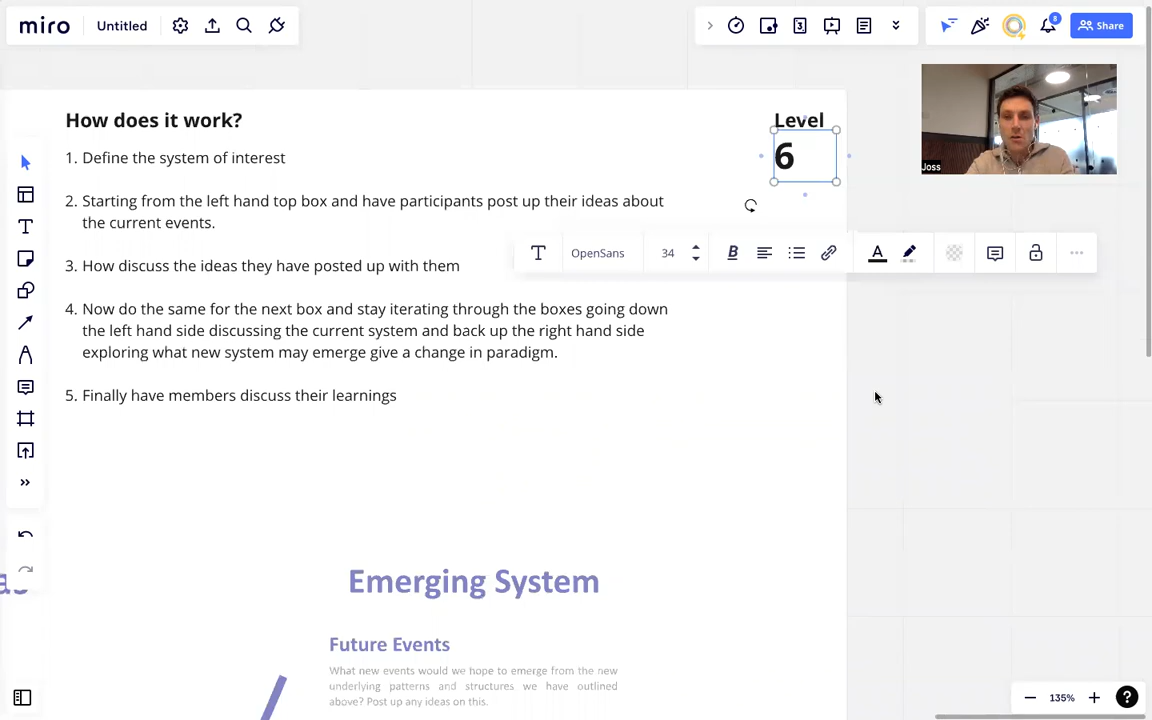 miro Untitled
3
8
Share
How does it work?
Level
6
1. Define the system of interest
2. Starting from the left hand top box and have participants post up their ideas about
the current events.
3. How discuss the ideas they have posted up with them
4. Now do the same for the next box and stay iterating through the boxes going down
the left hand side discussing the current system and back up the right hand side
exploring what new system may emerge give a change in paradigm.
5. Finally have members discuss their learnings
Joss
OpenSans 34 B A
Emerging System
Future Events
What new events would we hope to emerge from the new
underlying patterns and structures we have outlined
above? Post up any ideas on this.
135%